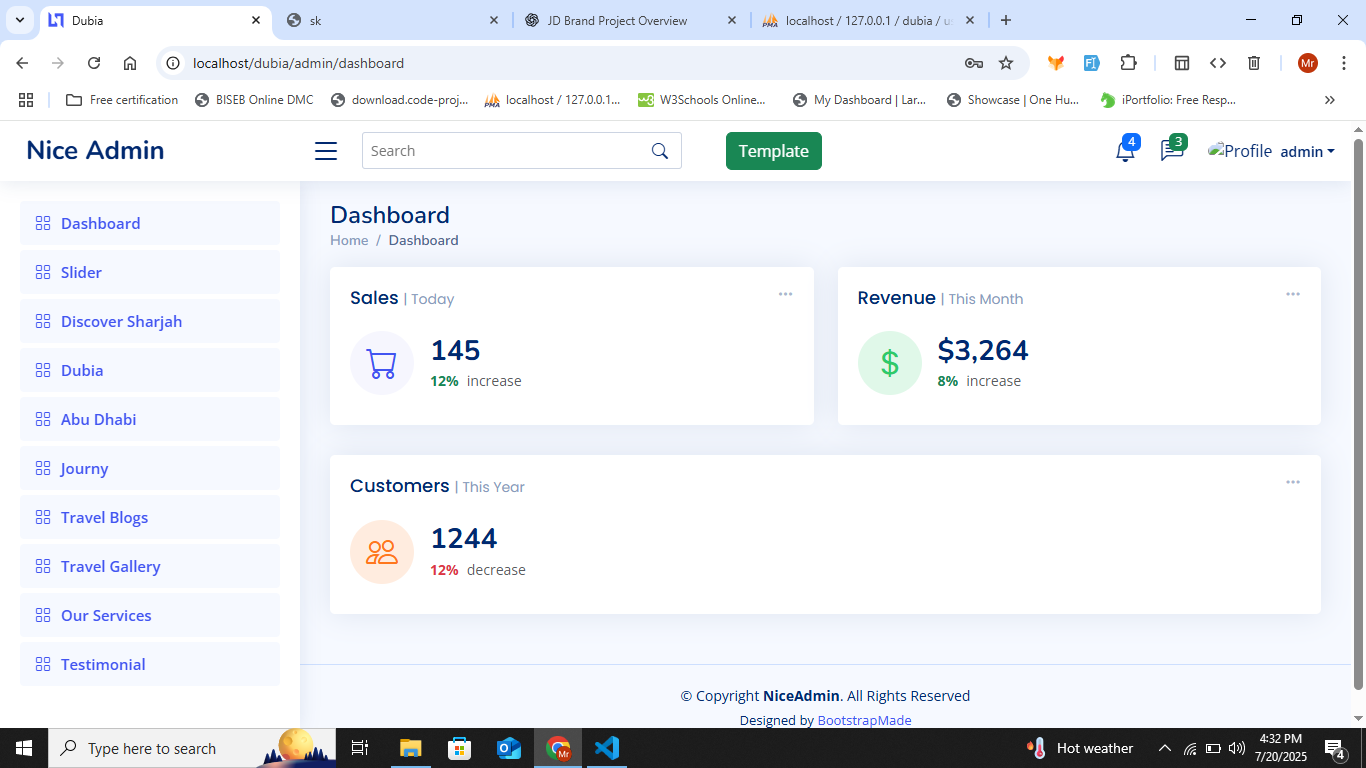 Dubia
sk
JD Brand Project Overview
localhost / 127.0.0.1 / dubia /
localhost/dubia/admin/dashboard
Mr
Free certification
BISEB Online DMC
download.code-proj...
localhost / 127.0.0.1...
W3Schools Online...
My Dashboard | Lar...
Showcase | One Hu...
iPortfolio: Free Resp...
Nice Admin
Search
Template
4
3
Profile
admin
Dashboard
Slider
Discover Sharjah
Dubia
Abu Dhabi
Journy
Travel Blogs
Travel Gallery
Our Services
Testimonial
Dashboard
Home / Dashboard
Sales | Today
145
12% increase
Revenue | This Month
$
$3,264
8% increase
Customers | This Year
1244
12% decrease
© Copyright NiceAdmin. All Rights Reserved
Designed by BootstrapMade
Type here to search
Mr
Hot weather
4:32 PM
7/20/2025
4